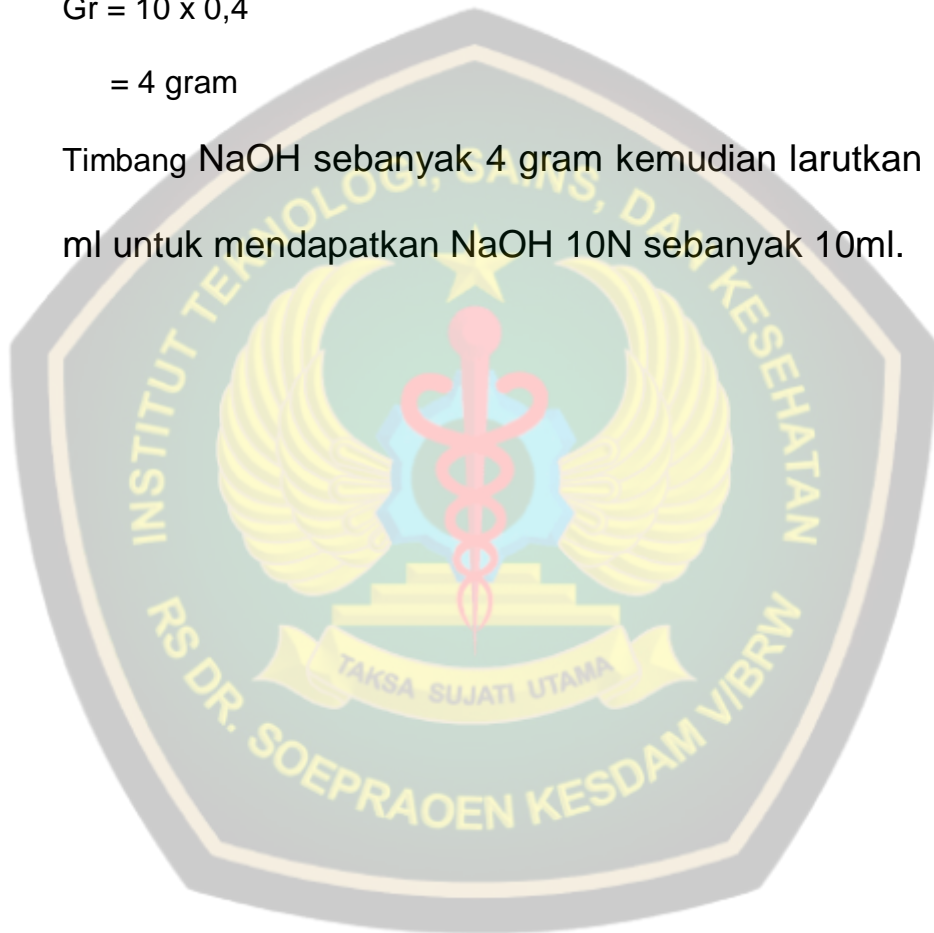 Gr = 10 x 0,4
= 4 gram
Timbang NaOH sebanyak 4 gram kemudian larutkan
ml untuk mendapatkan NaOH 10N sebanyak 10ml.
INSTITUT TEKNOLOGI, SAINS, DAN KESEHATAN
TAKSA SUJATI UTAMA
RS DR. SOEPRAOEN KESDAM V/BRW